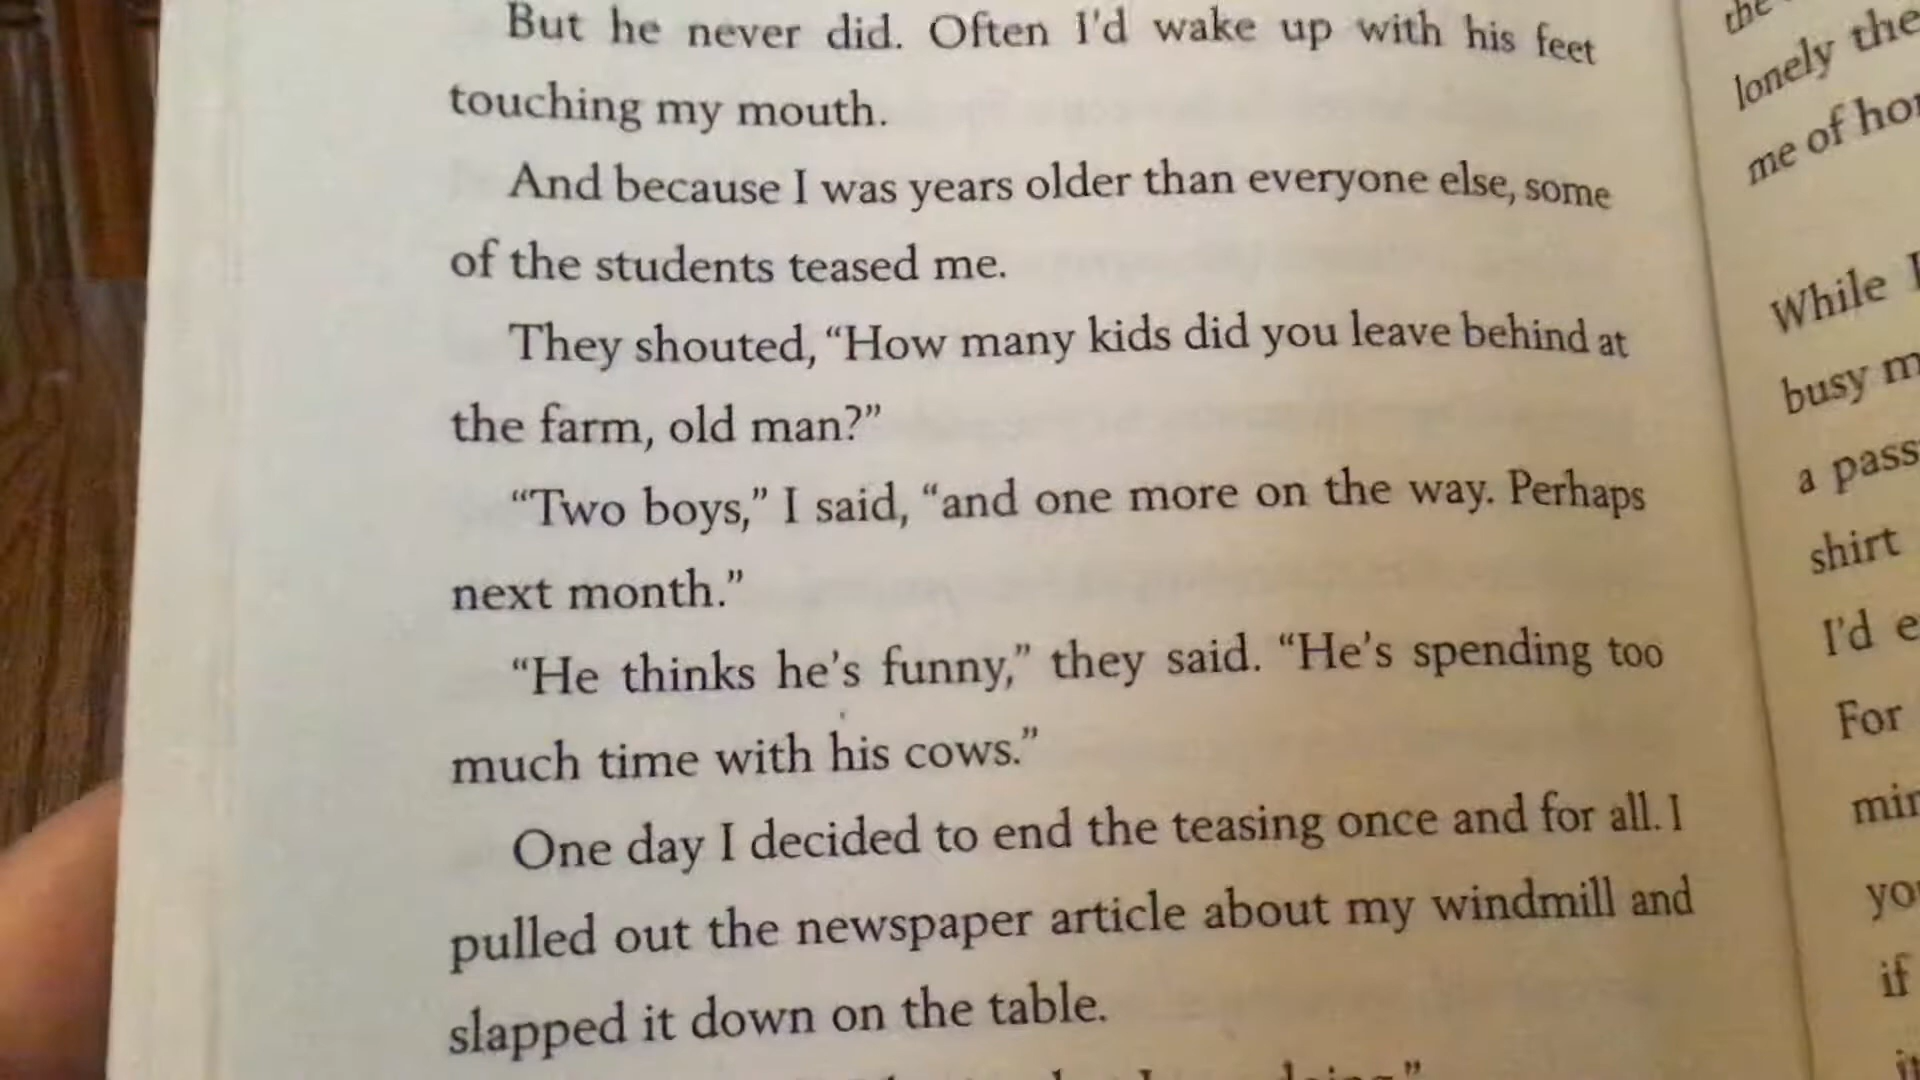 But he never did. Often I'd wake up with his feet
touching my mouth.
And because I was years older than everyone else, some
of the students teased me.
They shouted, “How many kids did you leave behind at
the farm, old man?”
“Two boys,” I said, “and one more on the way. Perhaps
next month.”
“He thinks he's funny,” they said. “He's spending too
much time with his cows.”
One day I decided to end the teasing once and for all. I
pulled out the newspaper article about my windmill and
slapped it down on the table.
the
lonely the
me of
While I
busy
a pass
shirt
I'd
For
if